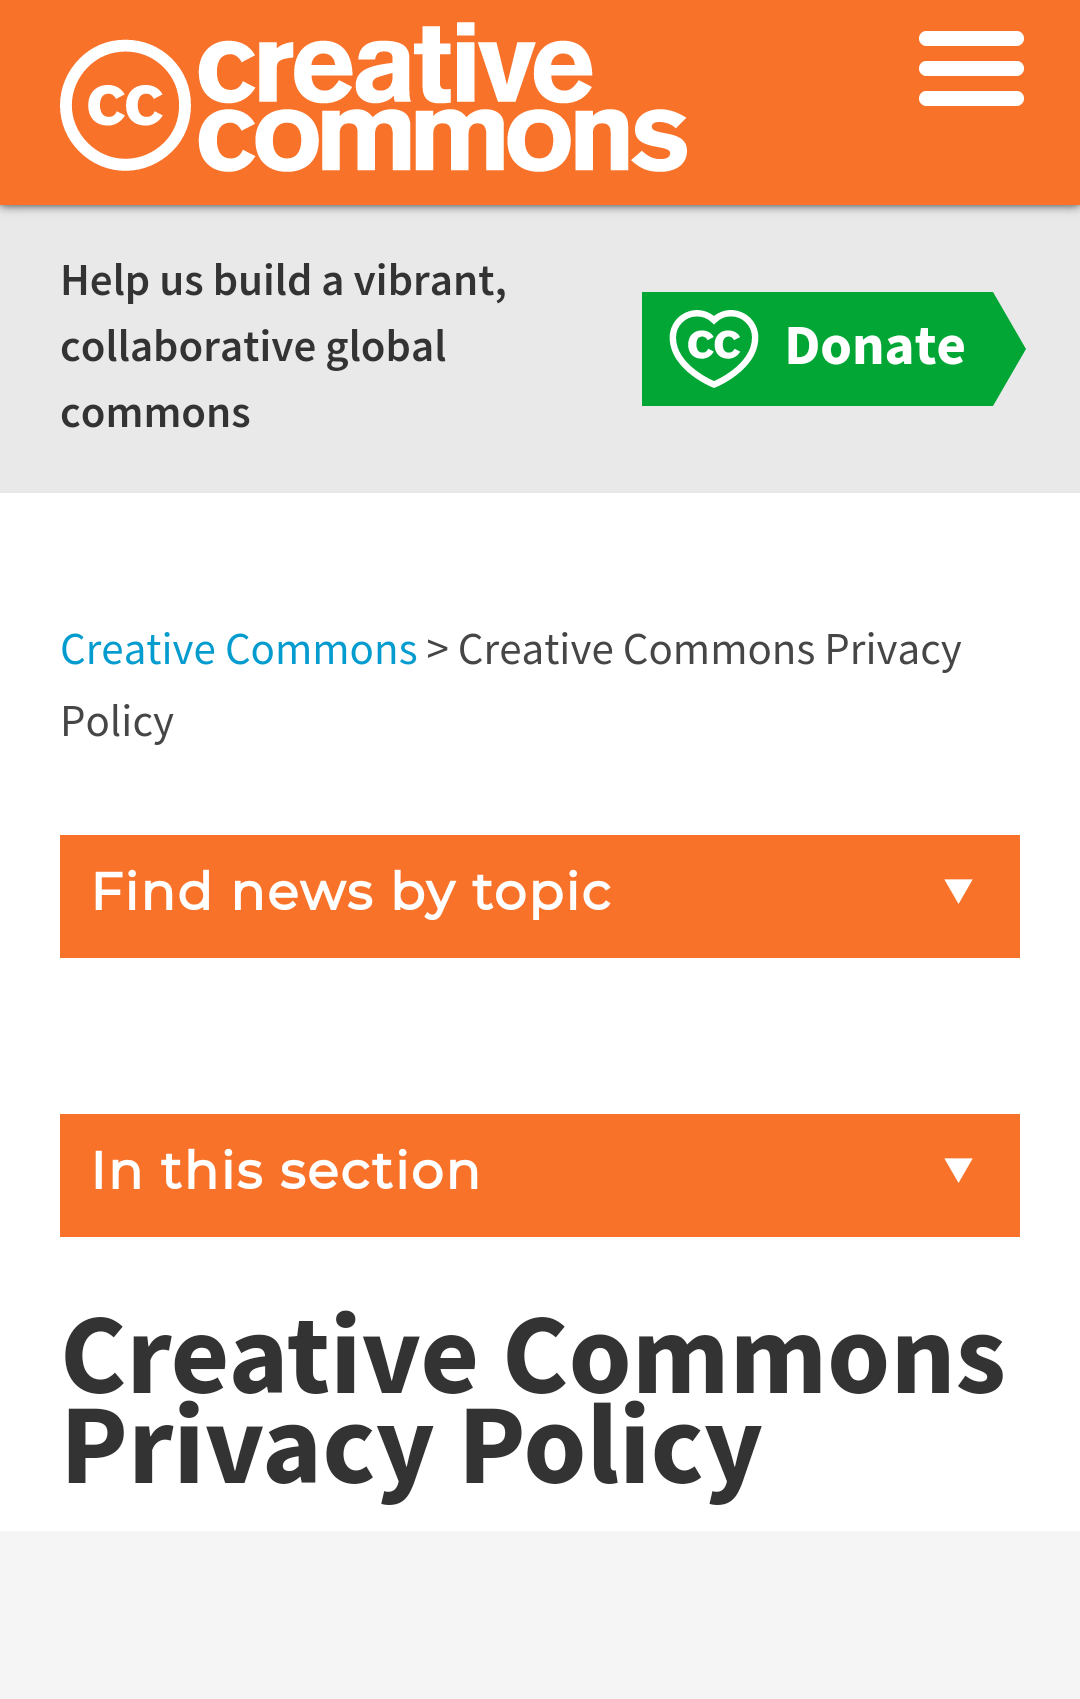 cc creative
commons
Help us build a vibrant,
collaborative global
commons
cc Donate
Creative Commons > Creative Commons Privacy
Policy
Find news by topic ▼
In this section ▼
Creative Commons
Privacy Policy